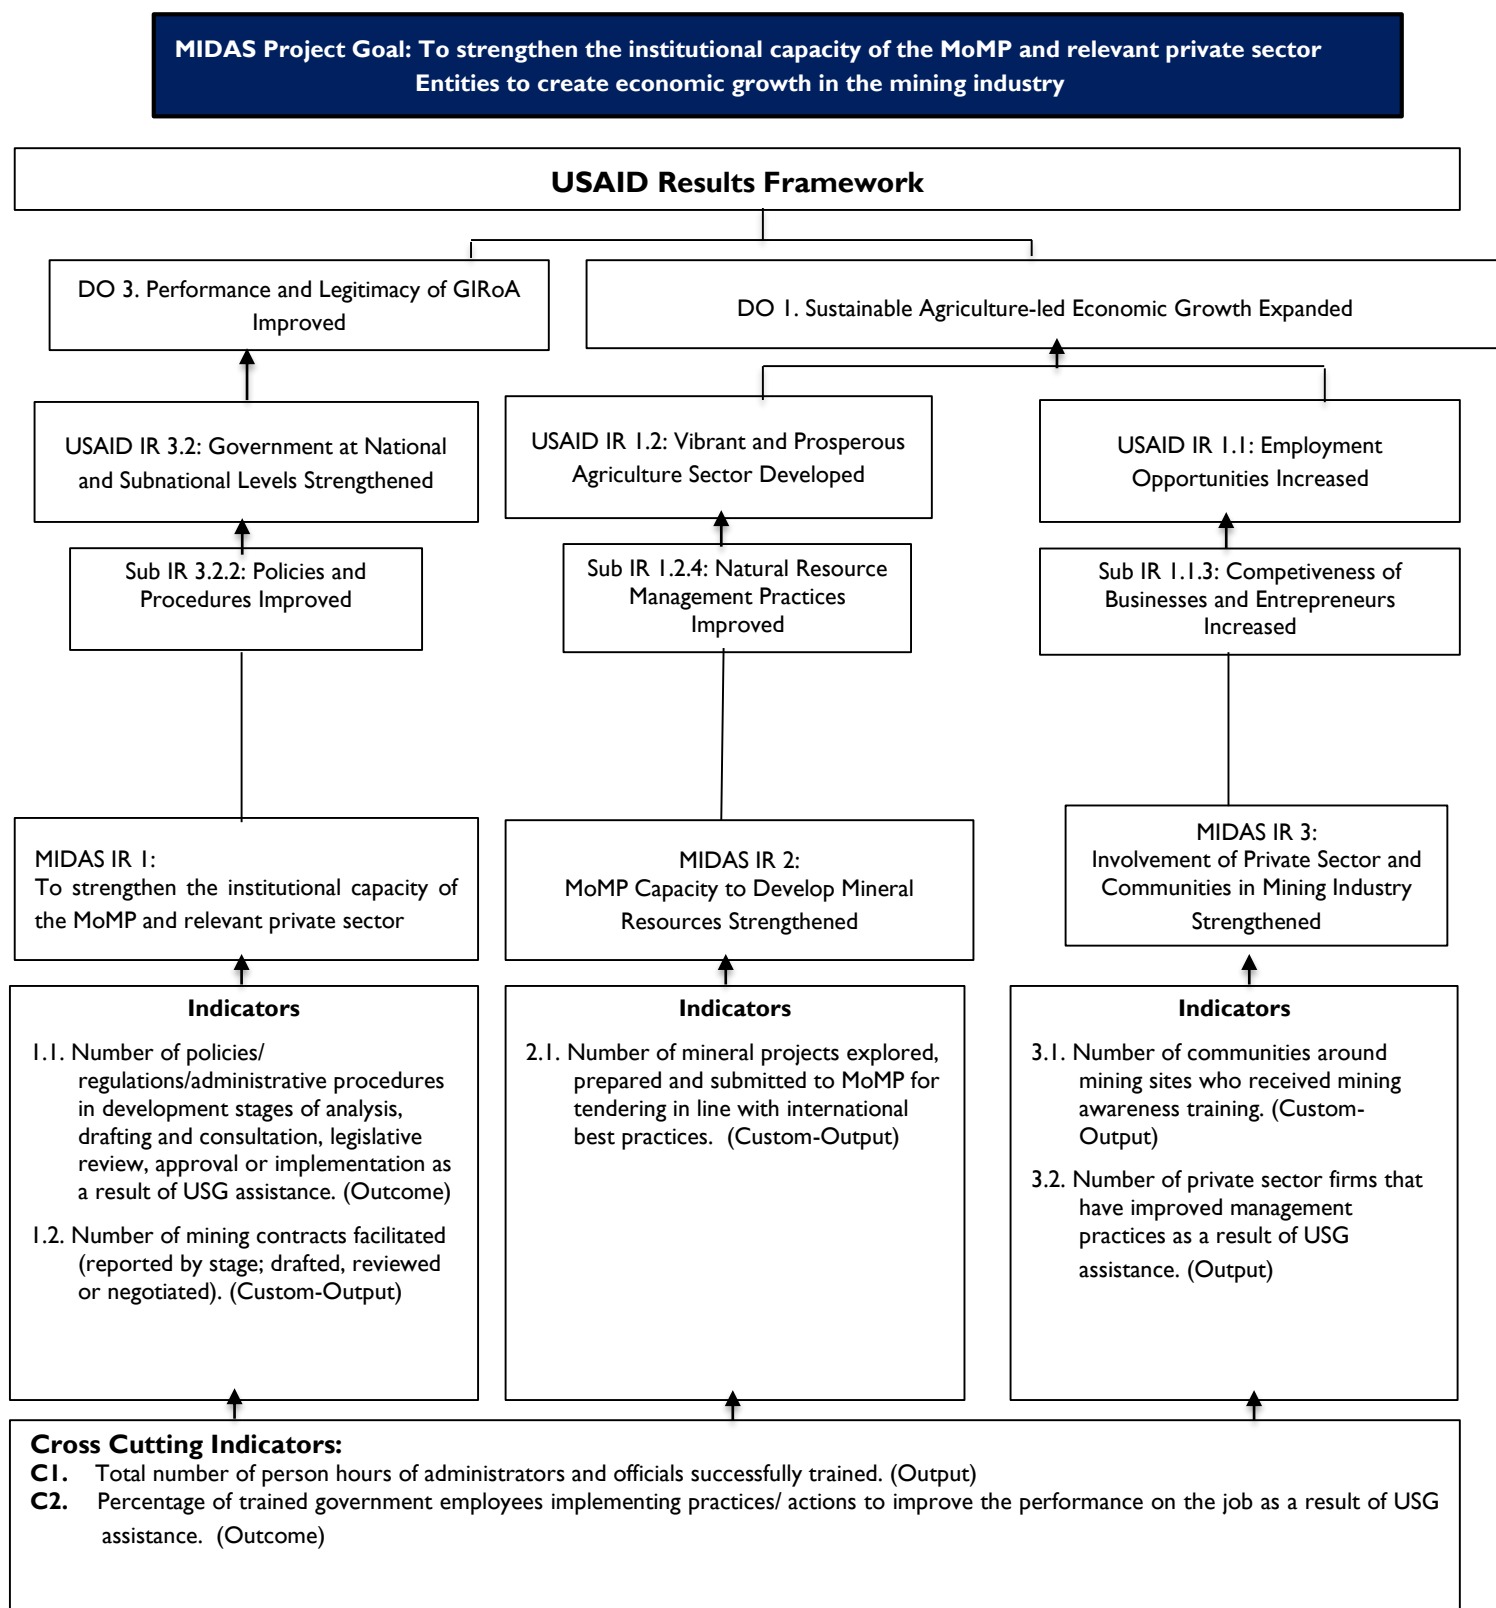 MIDAS Project Goal: To strengthen the institutional capacity of the MoMP and relevant private sector
Entities to create economic growth in the mining industry
USAID Results Framework
DO 3. Performance and Legitimacy of GIRoA
Improved
DO 1. Sustainable Agriculture-led Economic Growth Expanded
USAID IR 3.2: Government at National
and Subnational Levels Strengthened
USAID IR 1.2: Vibrant and Prosperous
Agriculture Sector Developed
USAID IR 1.1: Employment
Opportunities Increased
Sub IR 3.2.2: Policies and
Procedures Improved
Sub IR 1.2.4: Natural Resource
Management Practices
Improved
Sub IR 1.1.3: Competiveness of
Businesses and Entrepreneurs
Increased
MIDAS IR 1:
To strengthen the institutional capacity of
the MoMP and relevant private sector
MIDAS IR 2:
MoMP Capacity to Develop Mineral
Resources Strengthened
MIDAS IR 3:
Involvement of Private Sector and
Communities in Mining Industry
Strengthened
Indicators
1.1. Number of policies/
regulations/administrative procedures
in development stages of analysis,
drafting and consultation, legislative
review, approval or implementation as
a result of USG assistance. (Outcome)
1.2. Number of mining contracts facilitated
(reported by stage; drafted, reviewed
or negotiated). (Custom-Output)
Indicators
2.1. Number of mineral projects explored,
prepared and submitted to MoMP for
tendering in line with international
best practices. (Custom-Output)
Indicators
3.1. Number of communities around
mining sites who received mining
awareness training. (Custom-
Output)
3.2. Number of private sector firms that
have improved management
practices as a result of USG
assistance. (Output)
Cross Cutting Indicators:
C1. Total number of person hours of administrators and officials successfully trained. (Output)
C2. Percentage of trained government employees implementing practices/ actions to improve the performance on the job as a result of USG
assistance. (Outcome)